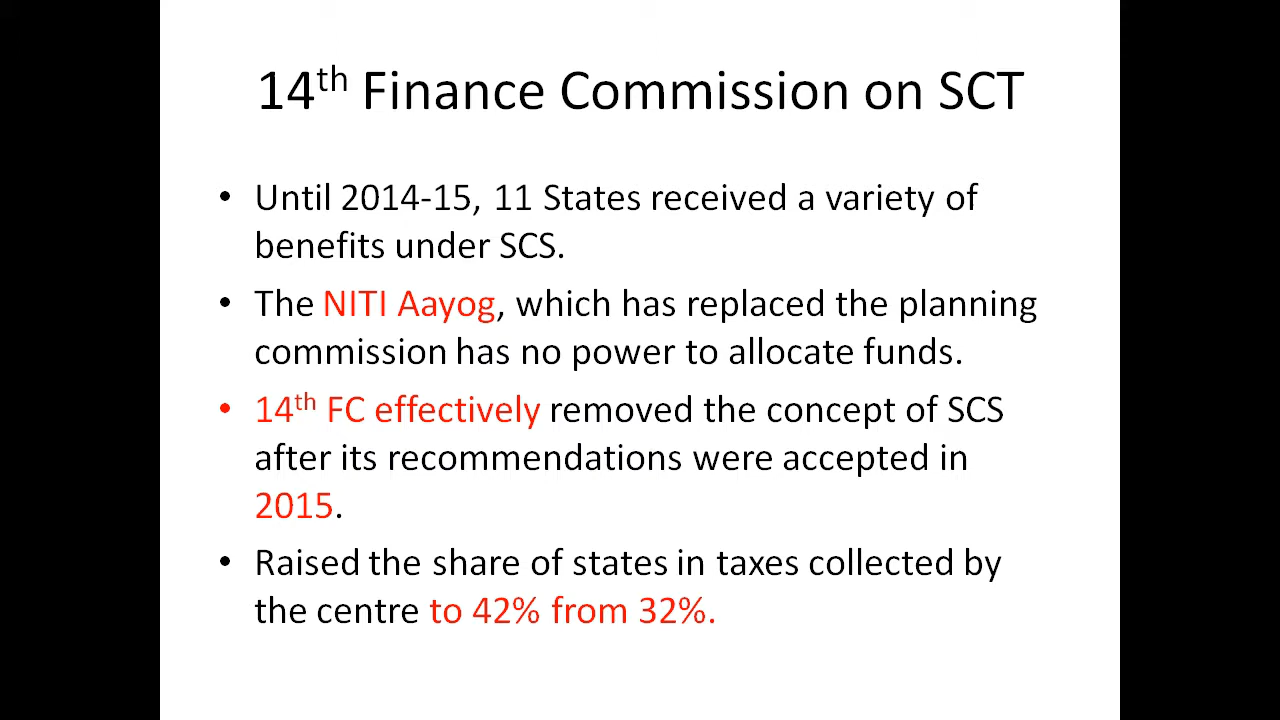 14th Finance Commission on SCT
• Until 2014-15, 11 States received a variety of
benefits under SCS.
• The NITI Aayog, which has replaced the planning
commission has no power to allocate funds.
• 14th FC effectively removed the concept of SCS
after its recommendations were accepted in
2015.
• Raised the share of states in taxes collected by
the centre to 42% from 32%.